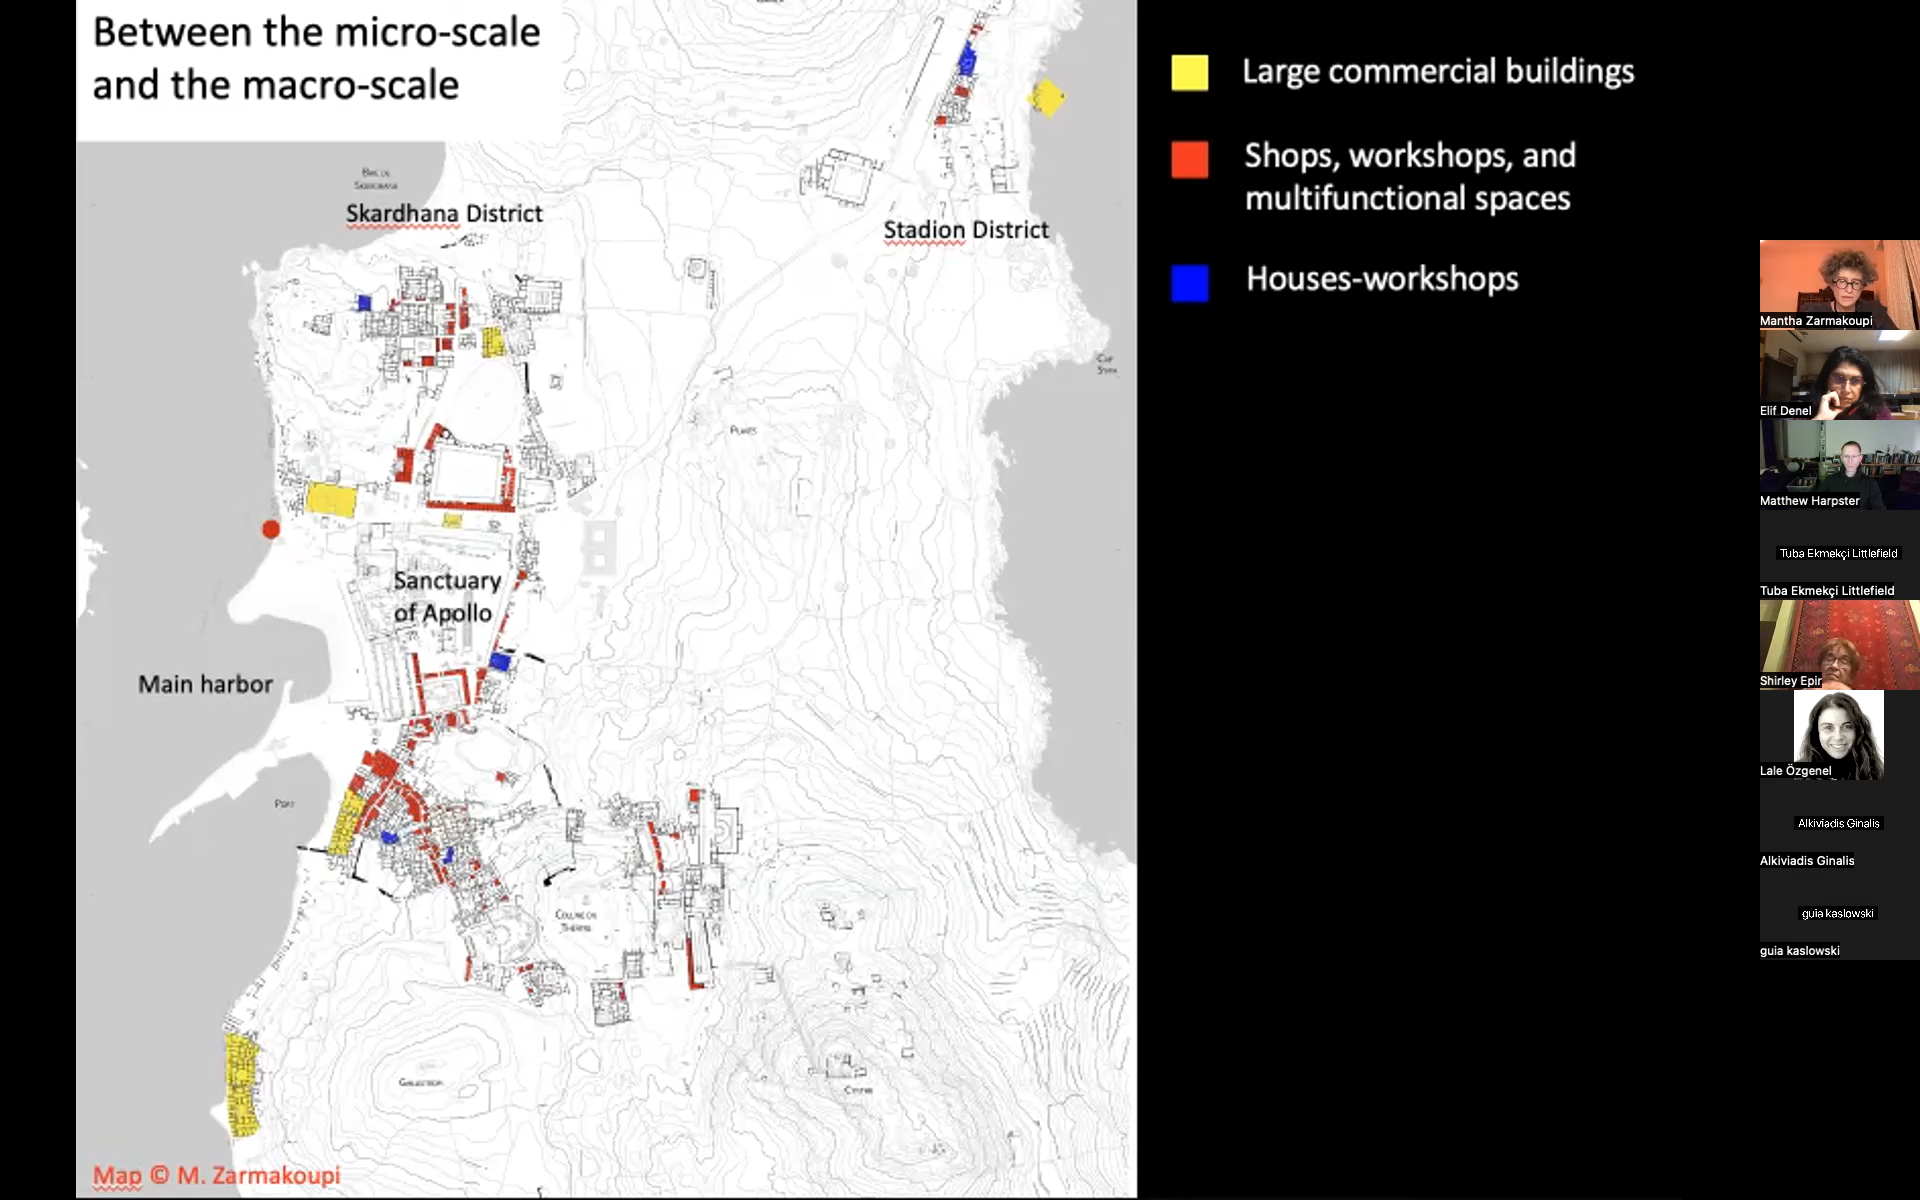 Between the micro-scale
and the macro-scale
Large commercial buildings
Shops, workshops, and
multifunctional spaces
Houses-workshops
Skardhana District
Stadion District
Sanctuary
of Apollo
Main harbor
Port
Map © M. Zarmakoupi
Mantha Zarmakoupi
Elif Denel
Matthew Harpster
Tuba Ekmekçi Littlefield
Tuba Ekmekçi Littlefield
Shirley Epir
Lale Özgenel
Alkiviadis Ginalis
Alkiviadis Ginalis
guia kaslowski
guia kaslowski